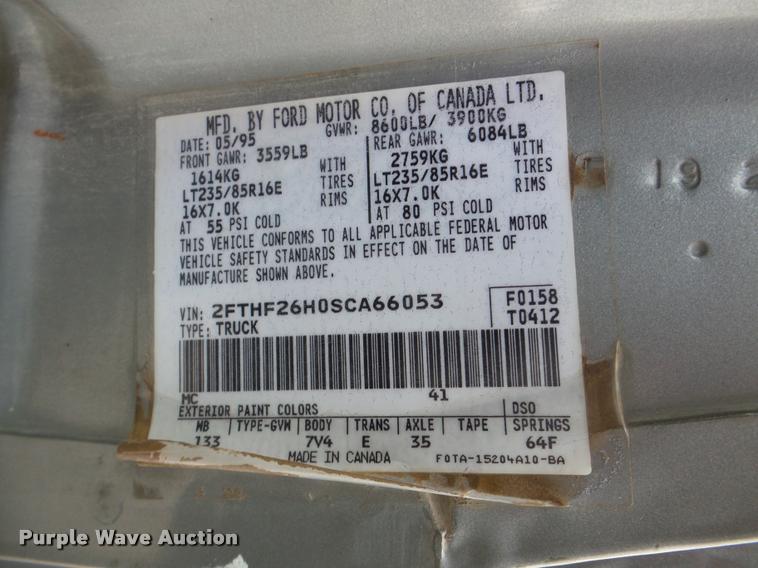 MFD. BY FORD MOTOR CO. OF CANADA LTD.
DATE: 05/95 GVWR: 8600LB/ 3900KG
FRONT GAWR: 3559LB REAR GAWR: 6084LB
1614KG WITH 2759KG WITH
LT235/85R16E TIRES LT235/85R16E TIRES
16X7.0K RIMS 16X7.0K RIMS
AT 55 PSI COLD AT 80 PSI COLD
THIS VEHICLE CONFORMS TO ALL APPLICABLE FEDERAL MOTOR
VEHICLE SAFETY STANDARDS IN EFFECT ON THE DATE OF
MANUFACTURE SHOWN ABOVE.
VIN: 2FTHF26H0SCA66053 F0158
TYPE: TRUCK T0412
MC 41
EXTERIOR PAINT COLORS DSO
WB TYPE-GVW BODY TRANS AXLE TAPE SPRINGS
133 7V4 E 35 64F
MADE IN CANADA F0TA-15204A10-BA
19
Purple Wave Auction